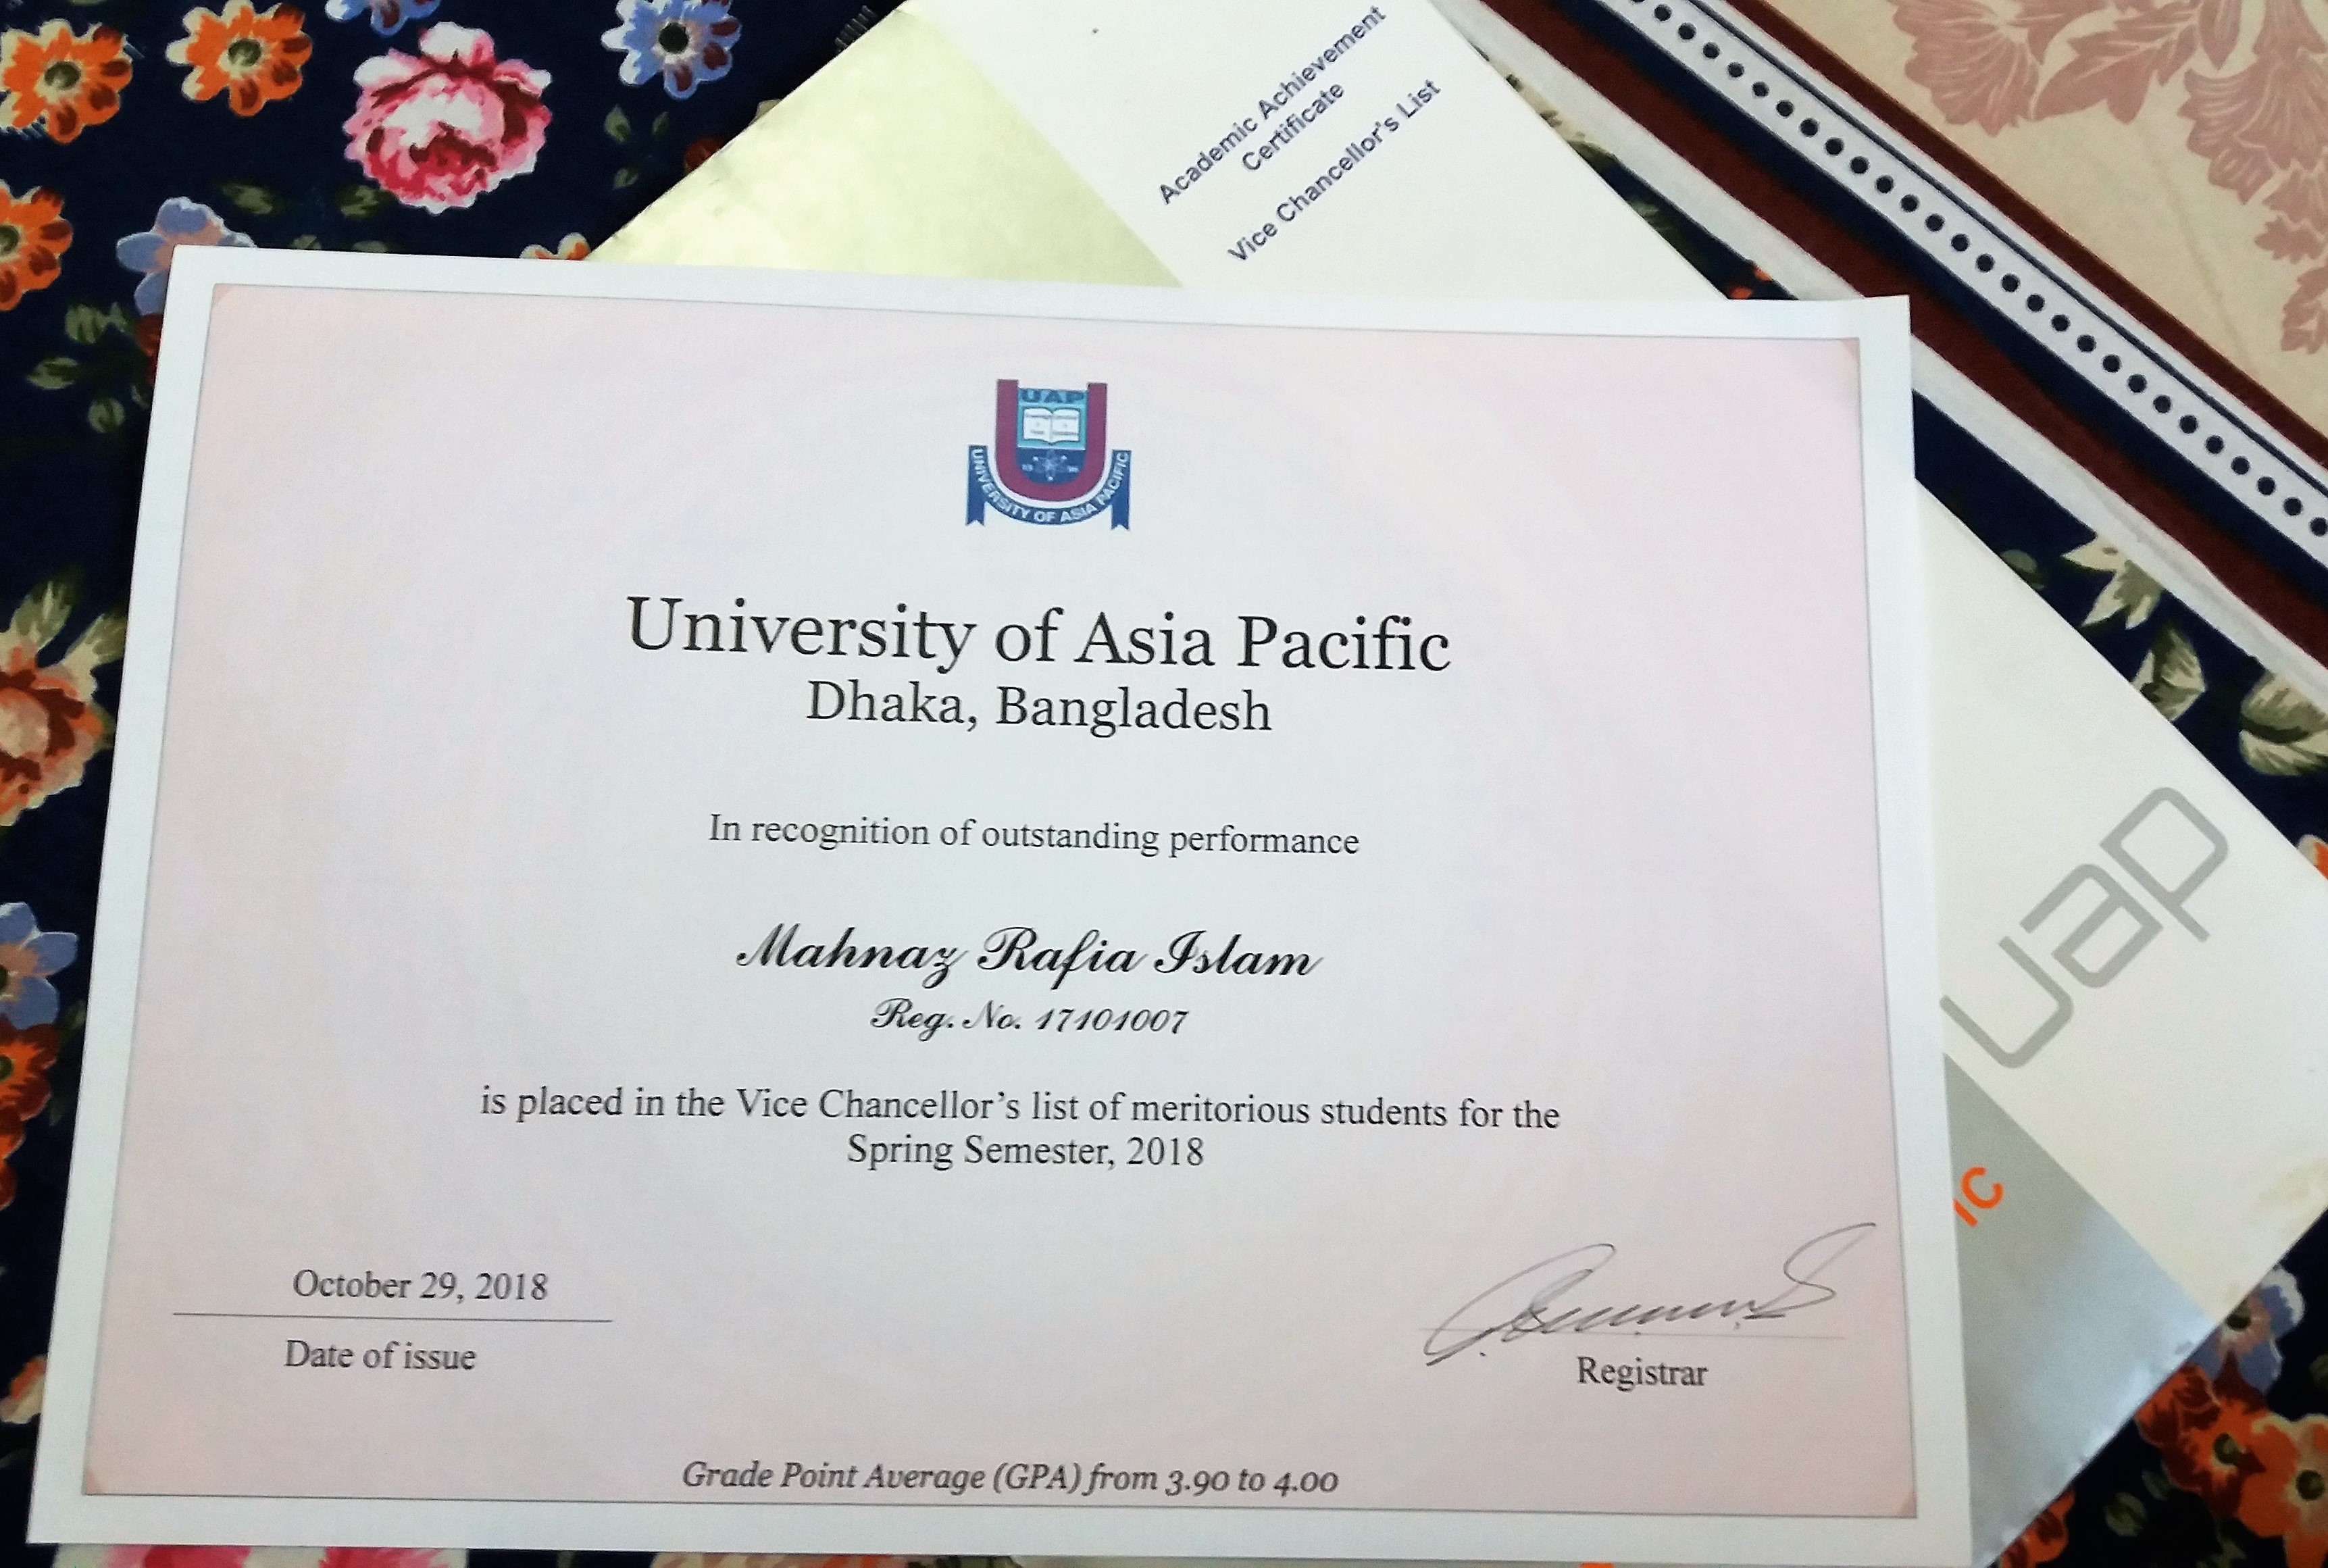 Academic Achievement
Certificate
Vice Chancellor's List
UAP
UNIVERSITY OF ASIA PACIFIC
University of Asia Pacific
Dhaka, Bangladesh
In recognition of outstanding performance
Mahnaz Rafia Islam
Reg. No. 17101007
is placed in the Vice Chancellor's list of meritorious students for the
Spring Semester, 2018
October 29, 2018
Date of issue
Registrar
Grade Point Average (GPA) from 3.90 to 4.00
uap
IC